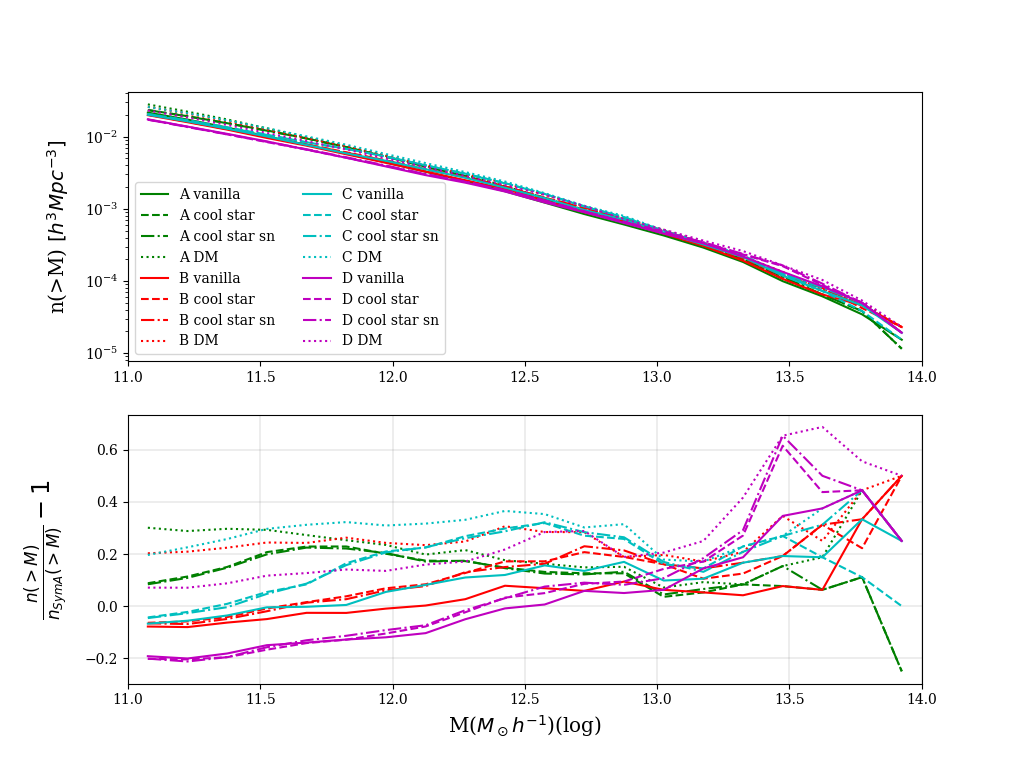 n(>M) [h³Mpc⁻³]
10⁻²
10⁻³
10⁻⁴
10⁻⁵
A vanilla
A cool star
A cool star sn
A DM
B vanilla
B cool star
B cool star sn
B DM
C vanilla
C cool star
C cool star sn
C DM
D vanilla
D cool star
D cool star sn
D DM
11.0 11.5 12.0 12.5 13.0 13.5 14.0
n(>M)/n_SymA(>M) − 1
0.6
0.4
0.2
0.0
−0.2
11.0 11.5 12.0 12.5 13.0 13.5 14.0
M(M⊙h⁻¹)(log)